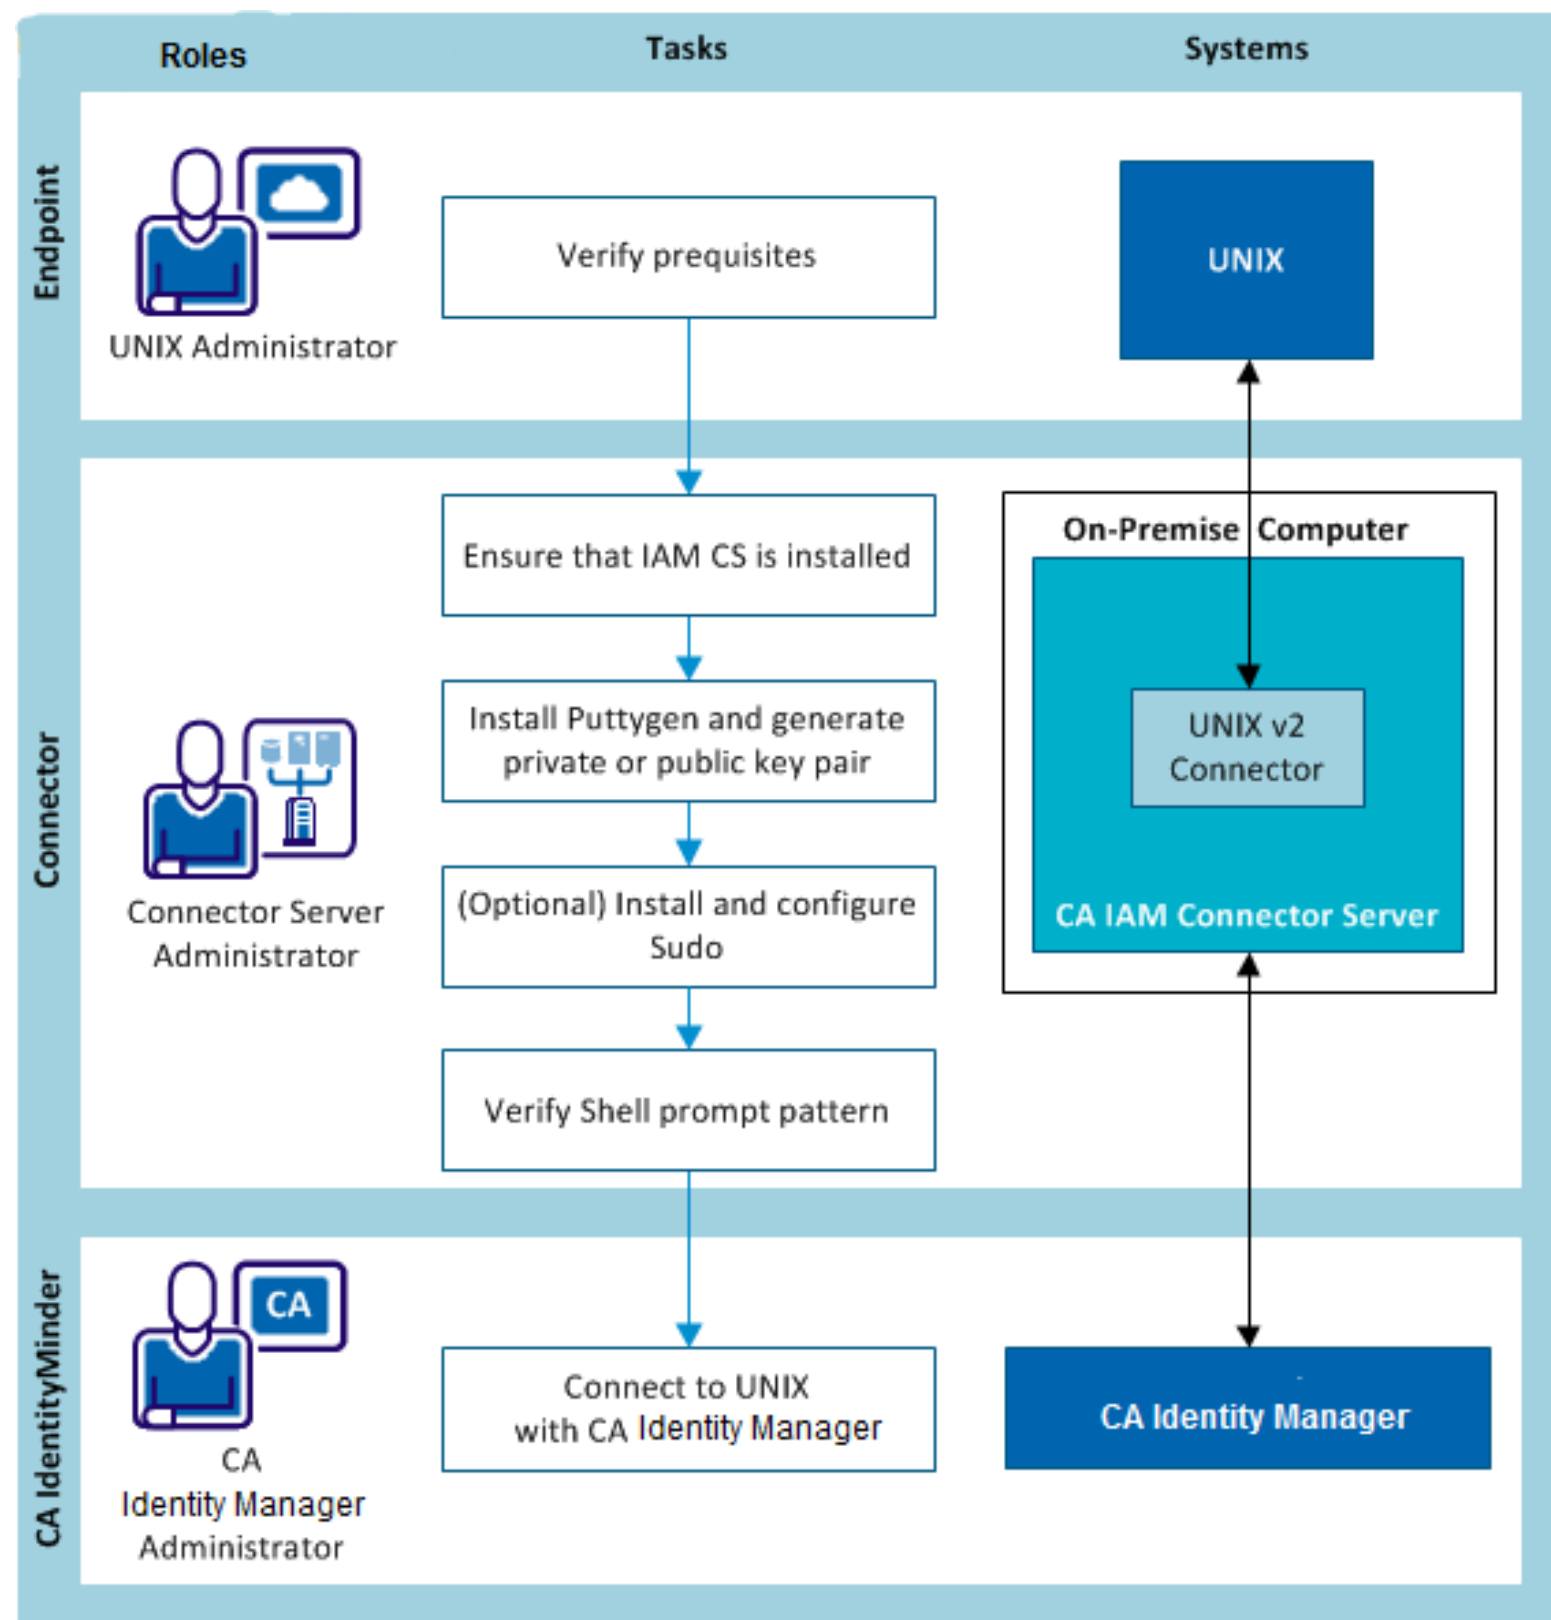 Roles
Tasks
Systems
Endpoint
UNIX Administrator
Verify prequisites
UNIX
Connector
Connector Server
Administrator
Ensure that IAM CS is installed
Install Puttygen and generate
private or public key pair
(Optional) Install and configure
Sudo
Verify Shell prompt pattern
On-Premise Computer
UNIX v2
Connector
CA IAM Connector Server
CA IdentityMinder
CA
CA
Identity Manager
Administrator
Connect to UNIX
with CA Identity Manager
CA Identity Manager